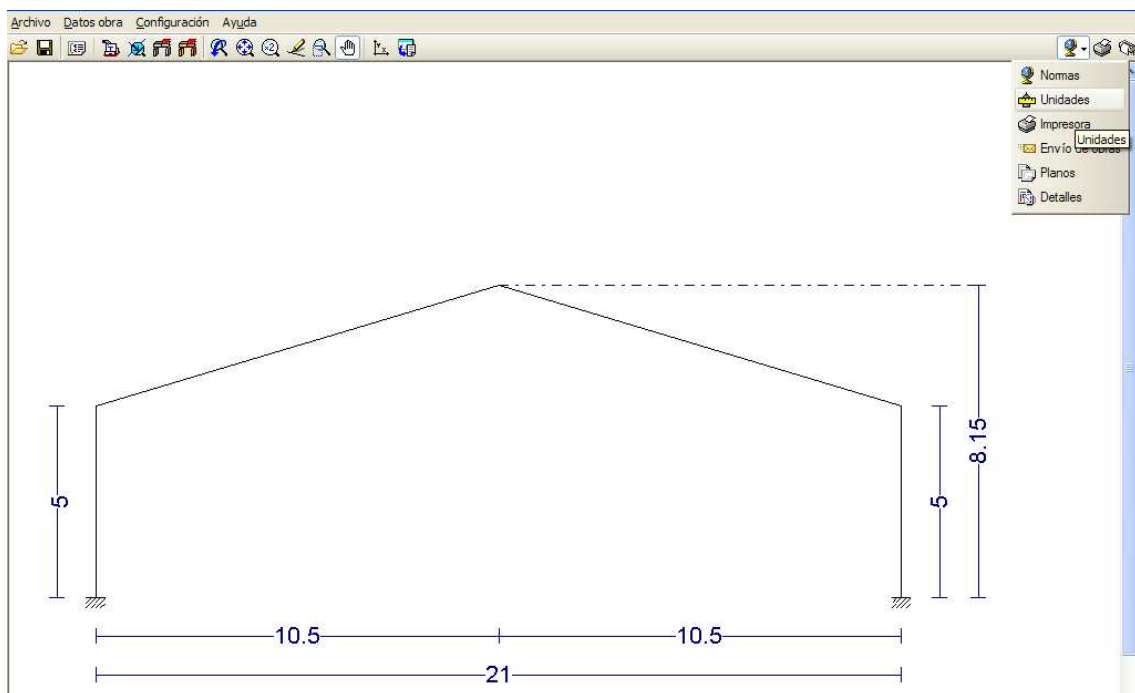 Archivo Datos obra Configuración Ayuda
Normas
Unidades
Impresora
Unidades
Envío de obras
Planos
Detalles
5
5
8.15
10.5
10.5
21